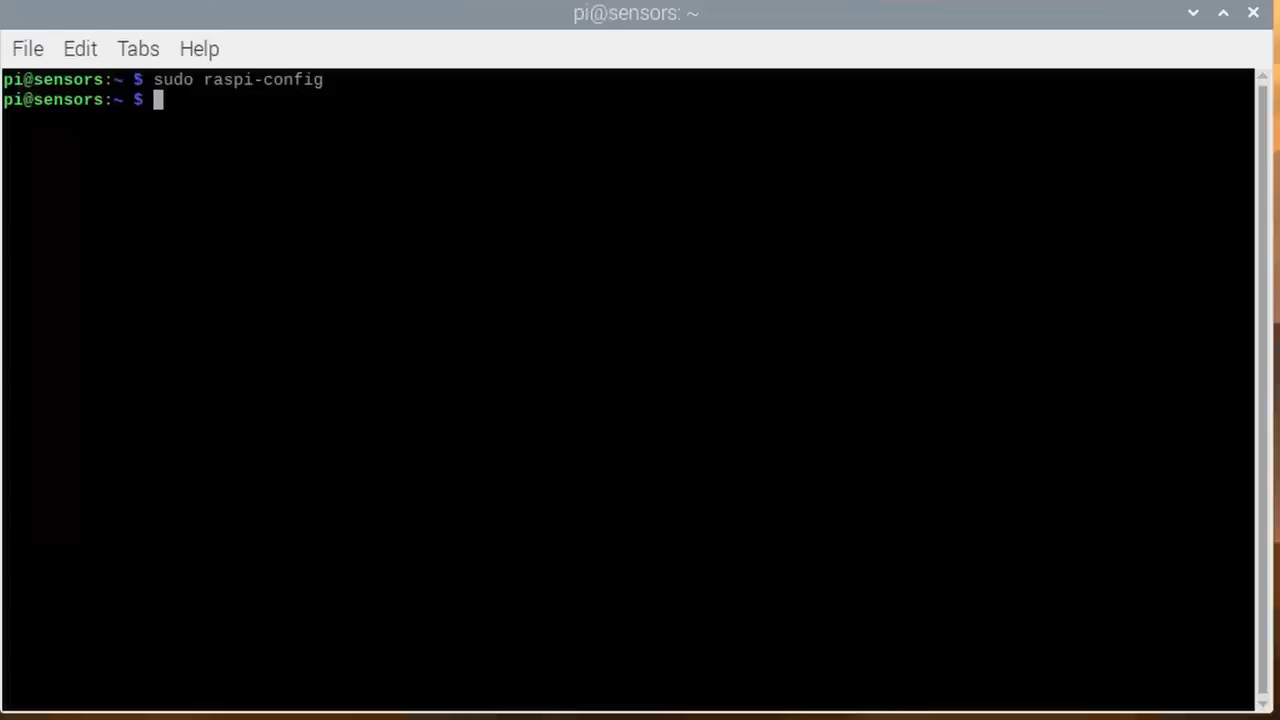 pi@sensors: ~
File Edit Tabs Help
pi@sensors:~ $ sudo raspi-config
pi@sensors:~ $